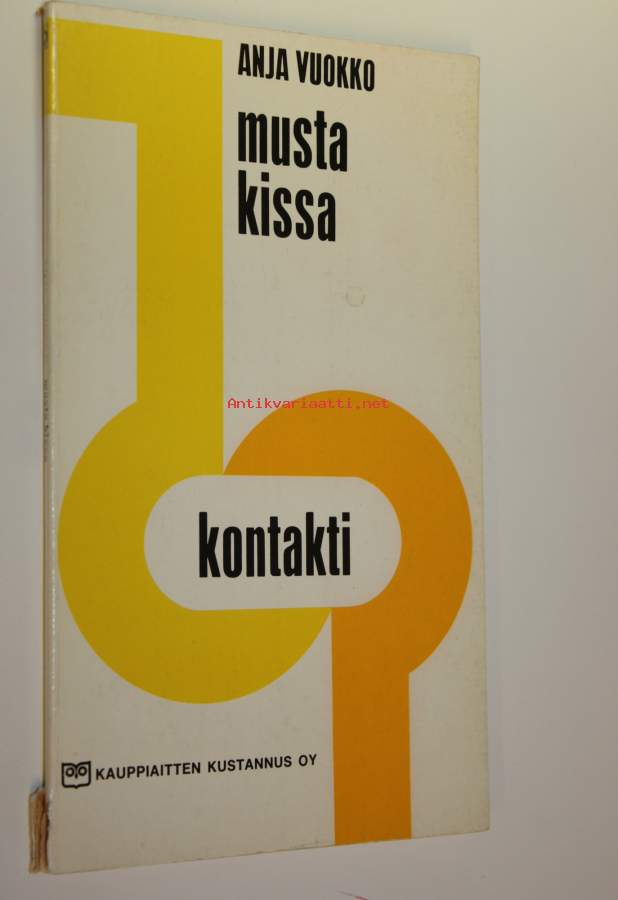 ANJA VUOKKO
musta
kissa
Antikvariaatti.net
kontakti
KAUPPIAITTEN KUSTANNUS OY